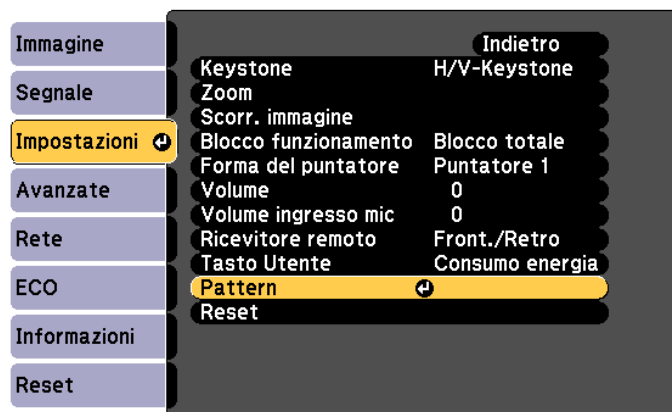 Immagine
Segnale
Impostazioni
Avanzate
Rete
ECO
Informazioni
Reset
Indietro
Keystone H/V-Keystone
Zoom
Scorr. immagine
Blocco funzionamento Blocco totale
Forma del puntatore Puntatore 1
Volume 0
Volume ingresso mic 0
Ricevitore remoto Front./Retro
Tasto Utente Consumo energia
Pattern
Reset